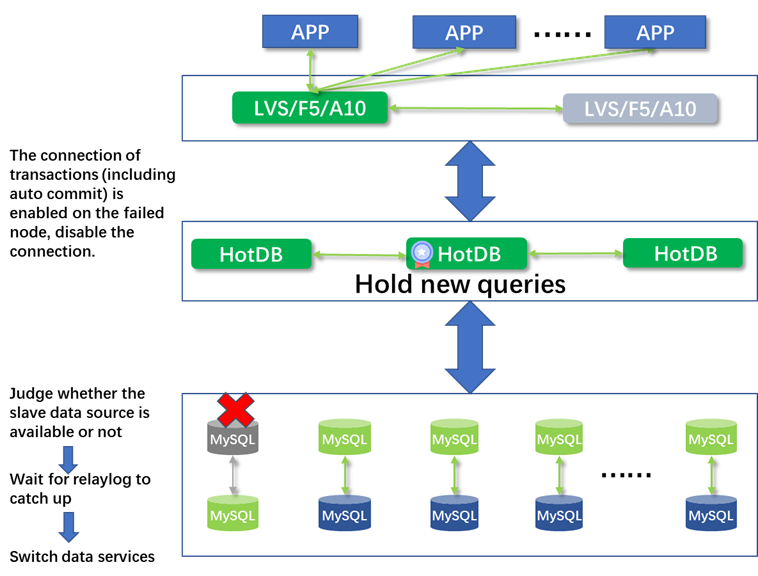 APP
APP
......
APP
LVS/F5/A10
LVS/F5/A10
The connection of
transactions (including
auto commit) is
enabled on the failed
node, disable the
connection.
HotDB
HotDB
HotDB
Hold new queries
Judge whether the
slave data source is
available or not
Wait for relaylog to
catch up
Switch data services
MySQL
MySQL
MySQL
MySQL
......
MySQL
MySQL
MySQL
MySQL
MySQL
MySQL